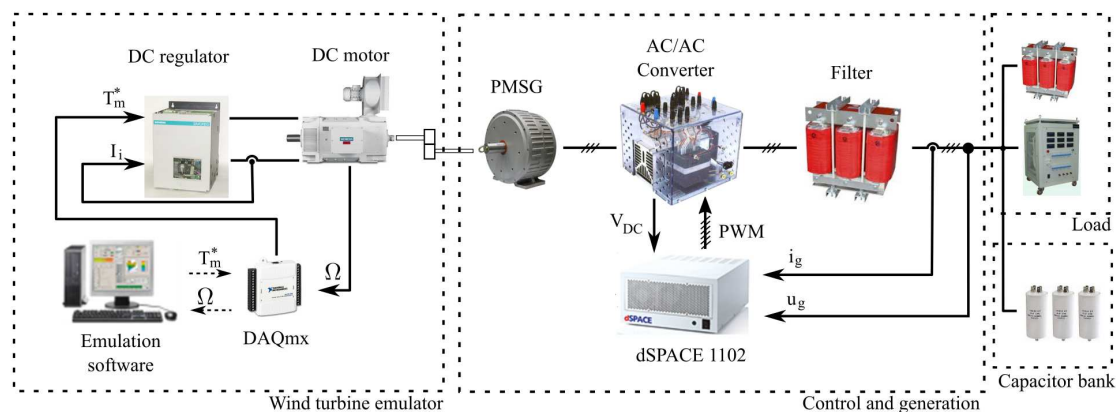 DC regulator
DC motor
T*m
Ii
T*m
Ω
Ω
Emulation
software
DAQmx
Wind turbine emulator
PMSG
AC/AC
Converter
Filter
VDC
PWM
ig
ug
dSPACE
dSPACE 1102
Control and generation
Load
Capacitor bank